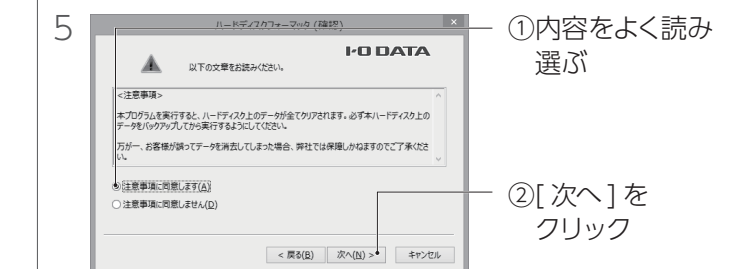 5
ハードディスクフォーマッタ (確認)
×
I-O DATA
以下の文章をお読みください。
<注意事項>
本プログラムを実行すると、ハードディスク上のデータが全てクリアされます。必ず本ハードディスク上の
データをバックアップしてから実行するようにしてください。
万が一、お客様が誤ってデータを消去してしまった場合、弊社では保障しかねますのでご了承くださ
い。
注意事項に同意します(A)
注意事項に同意しません(D)
< 戻る(B)
次へ(N) >
キャンセル
①内容をよく読み
選ぶ
②[ 次へ ] を
クリック